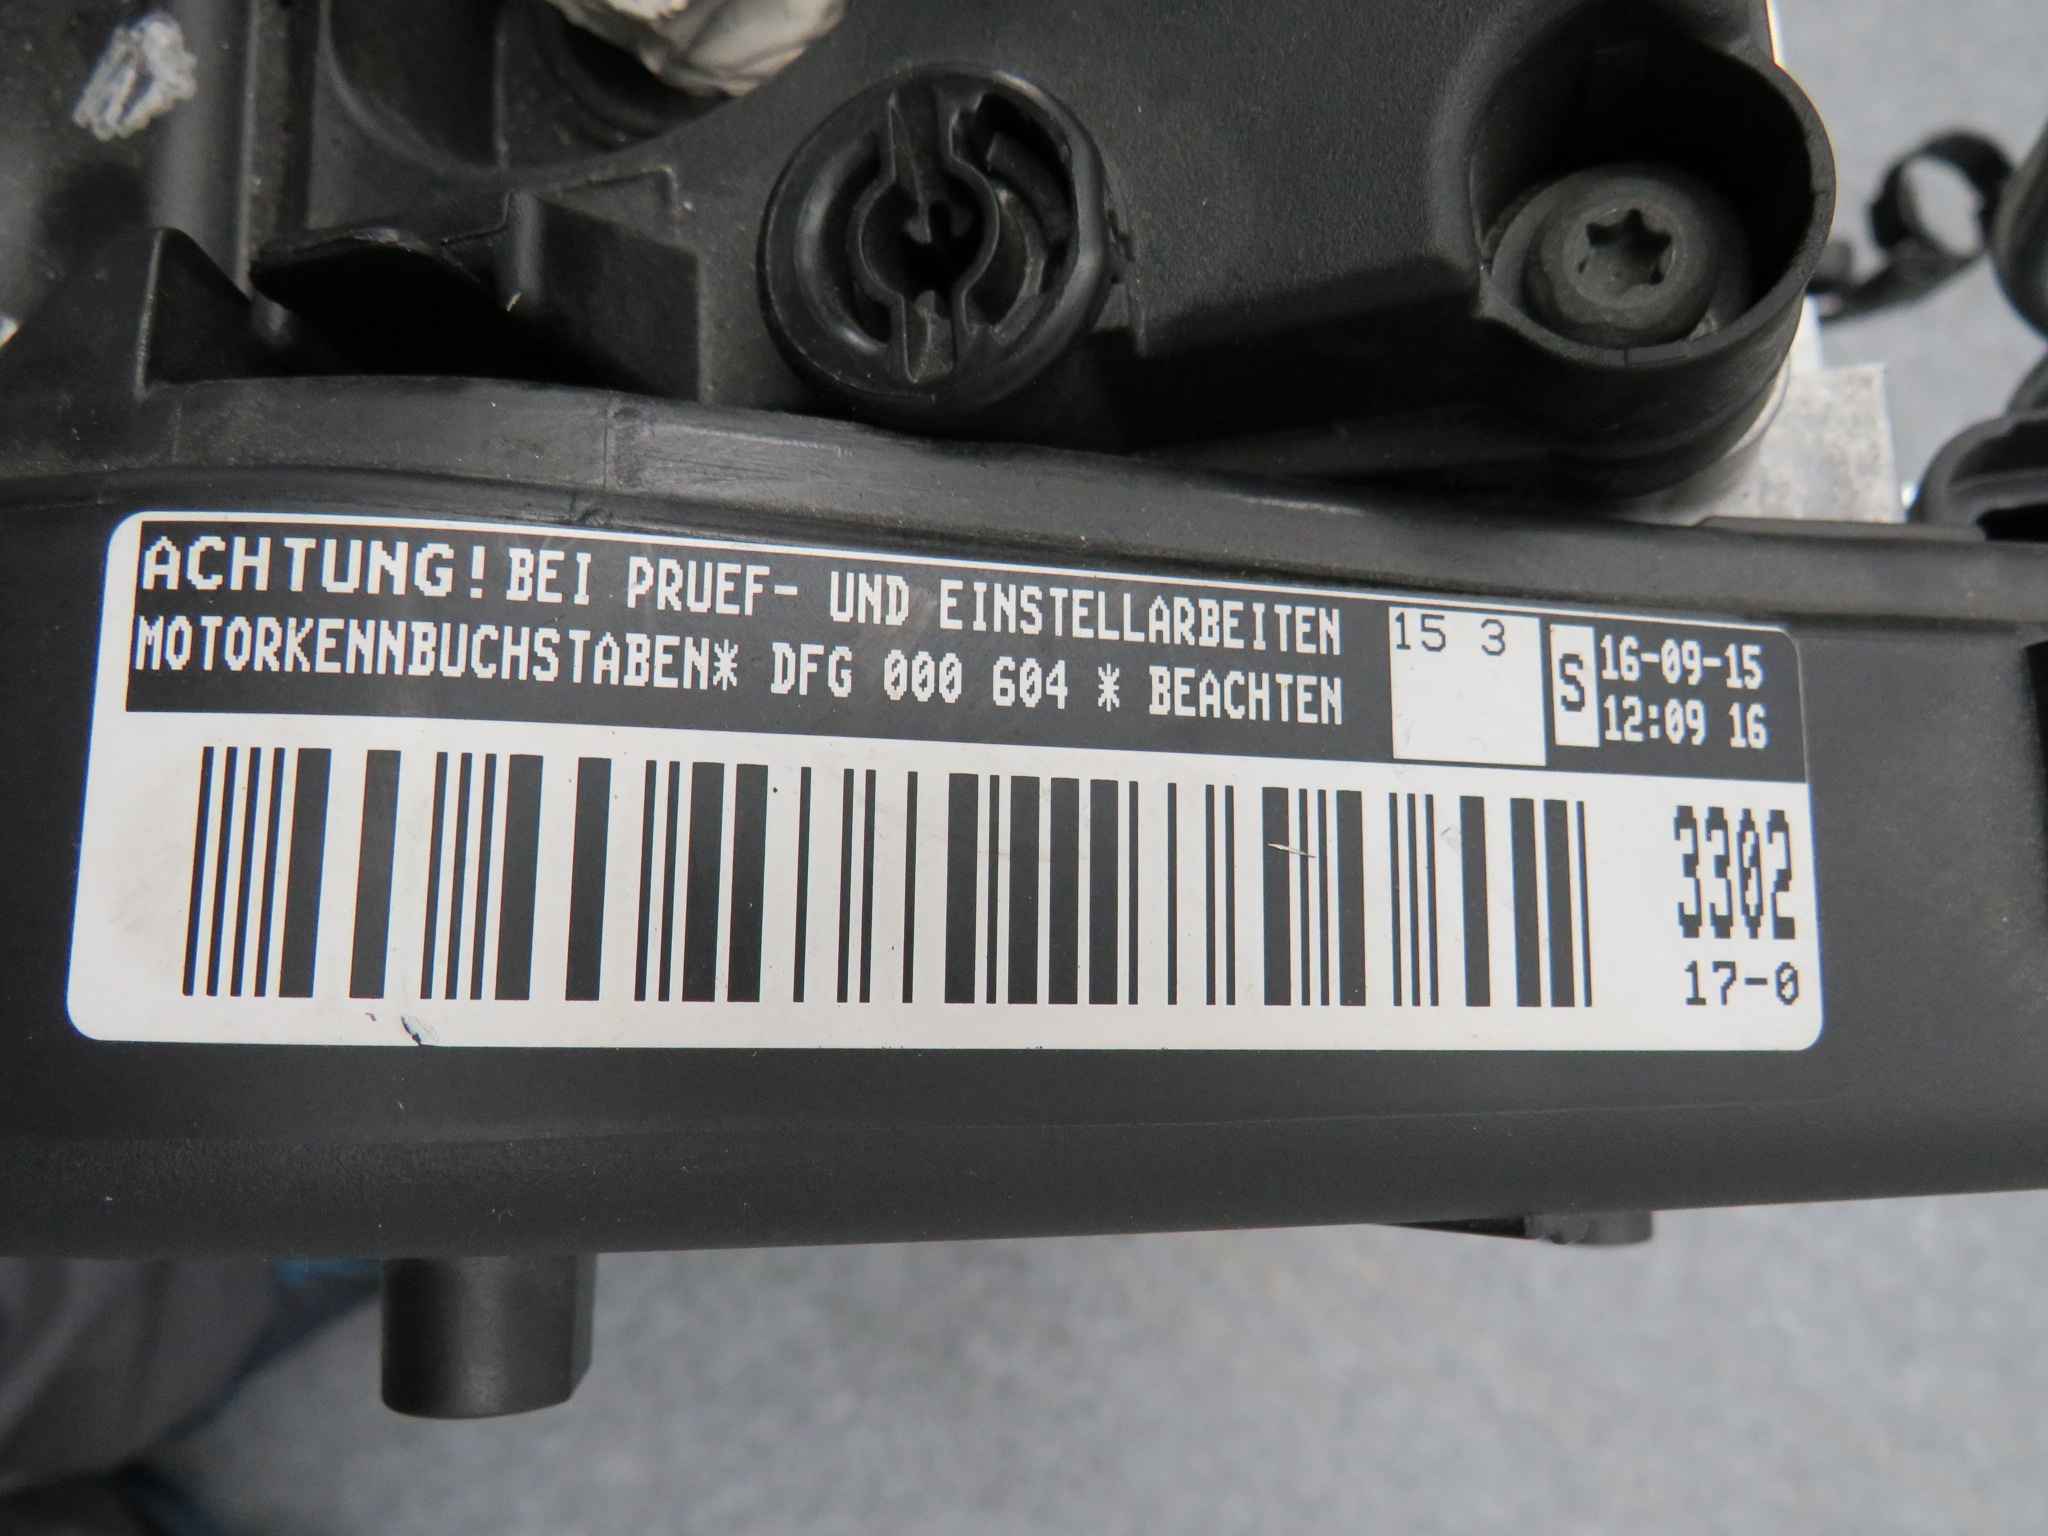 ACHTUNG! BEI PRUEF- UND EINSTELLARBEITEN
MOTORKENNBUCHSTABEN* DFG 000 604 * BEACHTEN
15 3
S
16-09-15
12:09 16
3302
17-0